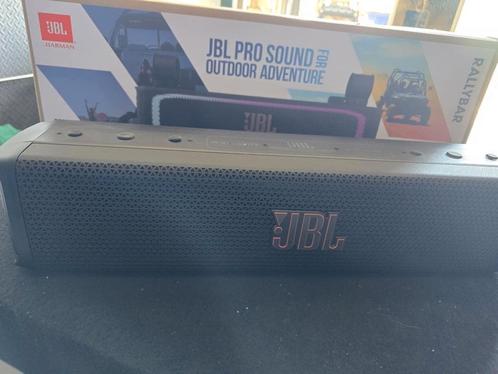 JBL
HARMAN
JBL PRO SOUND FOR
OUTDOOR ADVENTURE
RALLYBAR
JBL
JBL